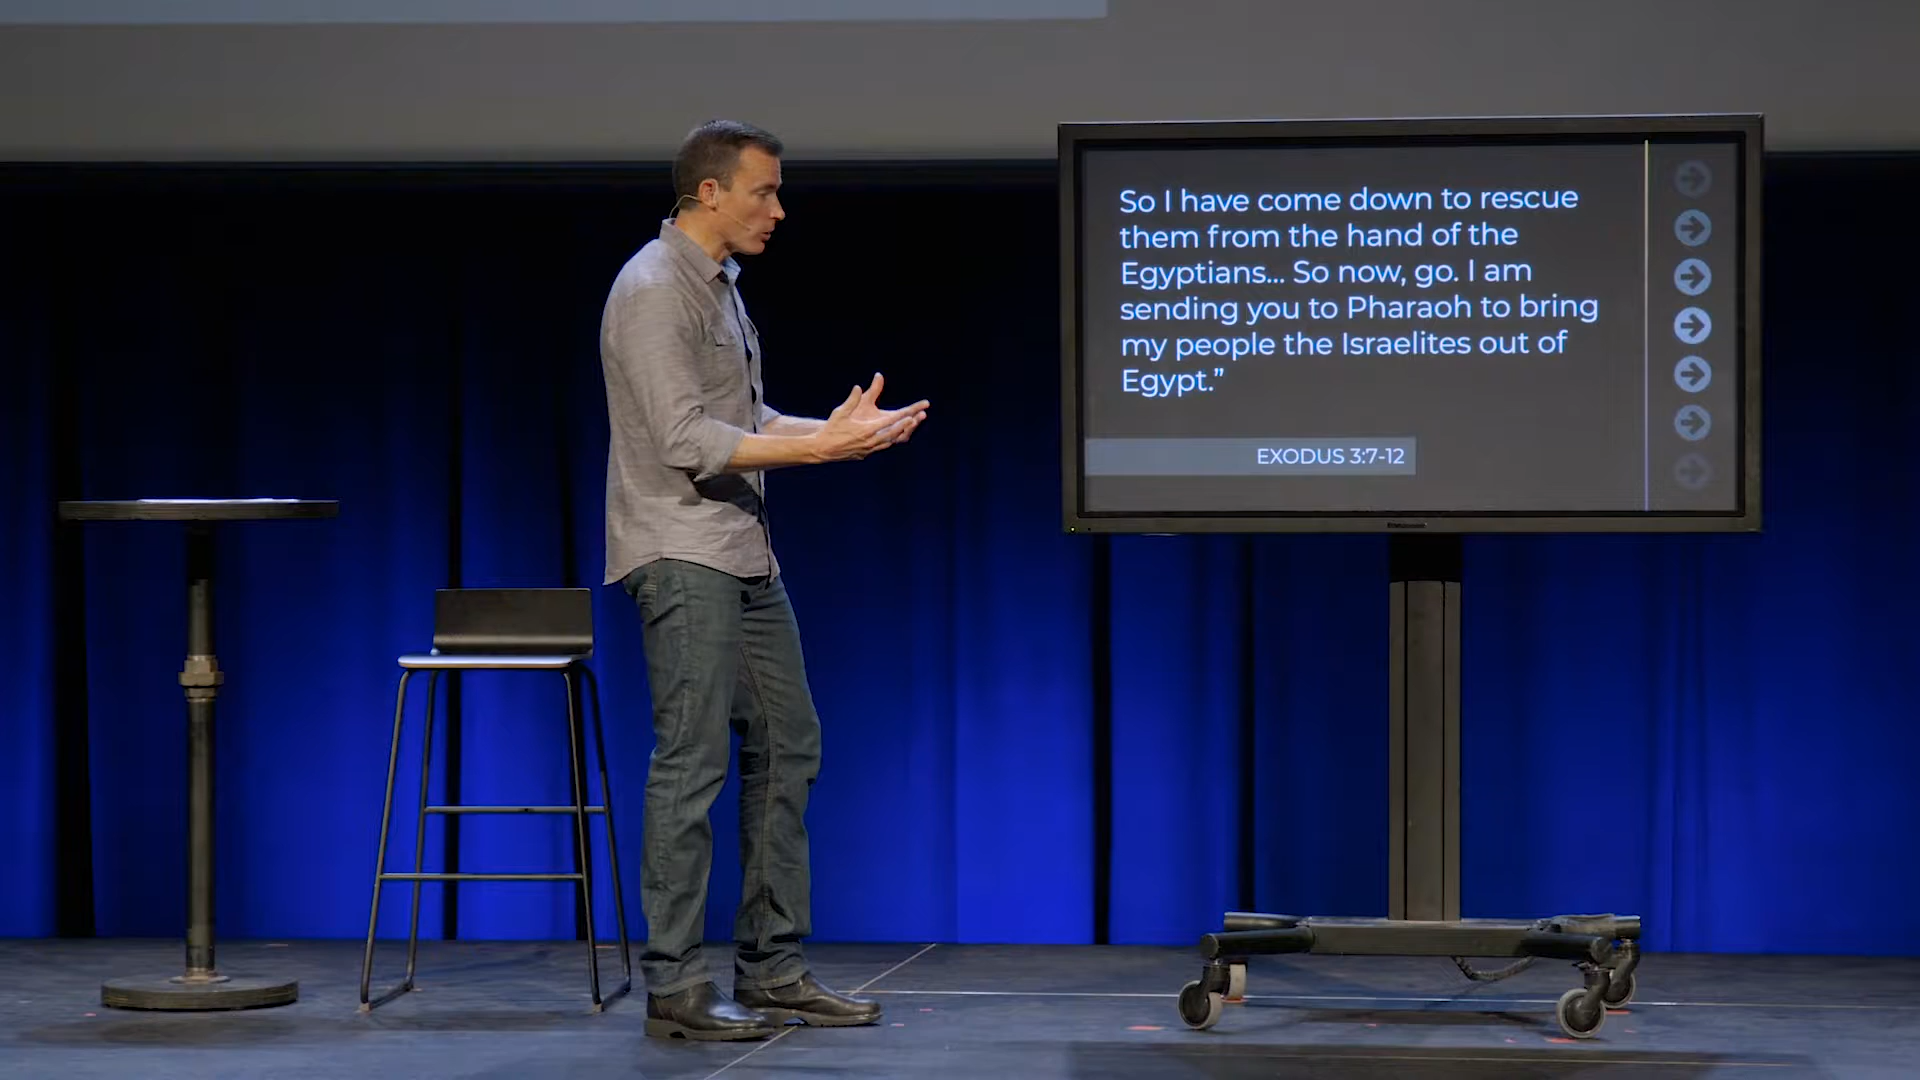 So I have come down to rescue
them from the hand of the
Egyptians... So now, go. I am
sending you to Pharaoh to bring
my people the Israelites out of
Egypt.”
EXODUS 3:7-12